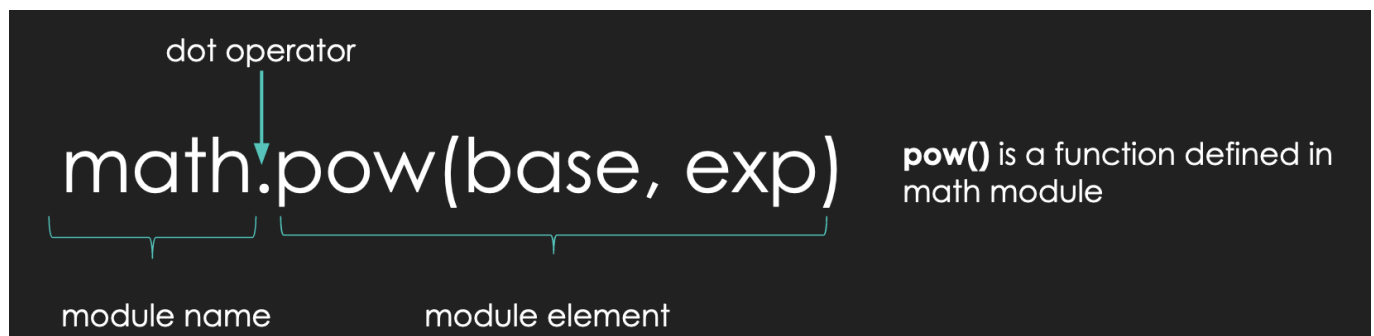 dot operator
math.pow(base, exp)
pow() is a function defined in
math module
module name
module element